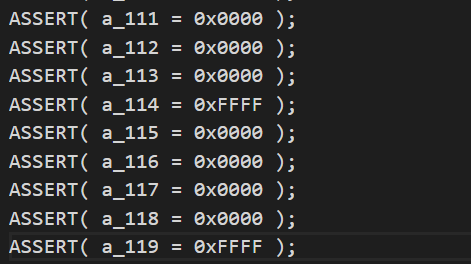 ASSERT( a_111 = 0x0000 );
ASSERT( a_112 = 0x0000 );
ASSERT( a_113 = 0x0000 );
ASSERT( a_114 = 0xFFFF );
ASSERT( a_115 = 0x0000 );
ASSERT( a_116 = 0x0000 );
ASSERT( a_117 = 0x0000 );
ASSERT( a_118 = 0x0000 );
ASSERT( a_119 = 0xFFFF );